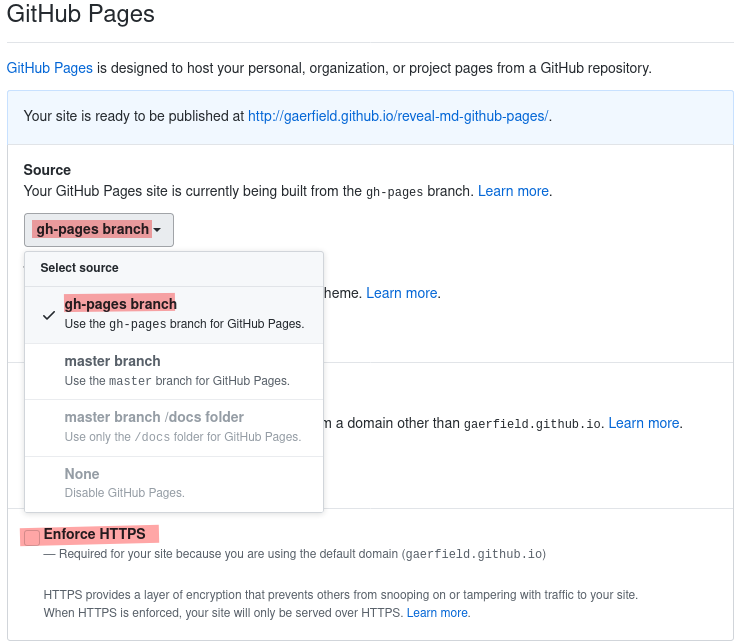 GitHub Pages
GitHub Pages is designed to host your personal, organization, or project pages from a GitHub repository.
Your site is ready to be published at http://gaerfield.github.io/reveal-md-github-pages/.
Source
Your GitHub Pages site is currently being built from the gh-pages branch. Learn more.
gh-pages branch
Select source
gh-pages branch
Use the gh-pages branch for GitHub Pages.
heme. Learn more.
master branch
Use the master branch for GitHub Pages.
master branch /docs folder
Use only the /docs folder for GitHub Pages.
m a domain other than gaerfield.github.io. Learn more.
None
Disable GitHub Pages.
Enforce HTTPS
— Required for your site because you are using the default domain (gaerfield.github.io)
HTTPS provides a layer of encryption that prevents others from snooping on or tampering with traffic to your site.
When HTTPS is enforced, your site will only be served over HTTPS. Learn more.